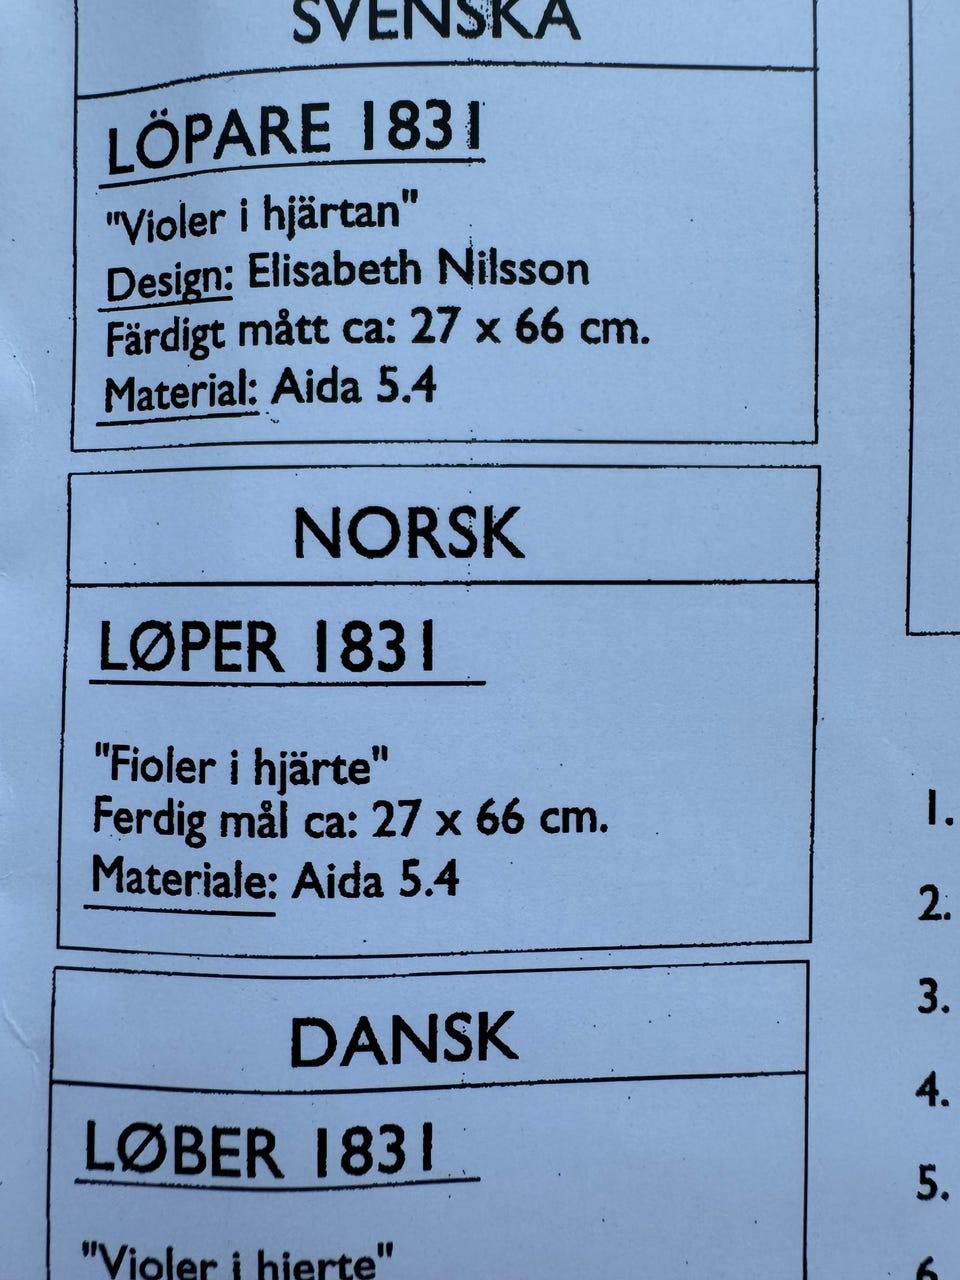 SVENSKA
LÖPARE 1831
"Violer i hjärtan"
Design: Elisabeth Nilsson
Färdigt mått ca: 27 x 66 cm.
Material: Aida 5.4
NORSK
LØPER 1831
"Fioler i hjärte"
Ferdig mål ca: 27 x 66 cm.
Materiale: Aida 5.4
DANSK
LØBER 1831
"Violer i hjerte"
1.
2.
3.
4.
5.
6.